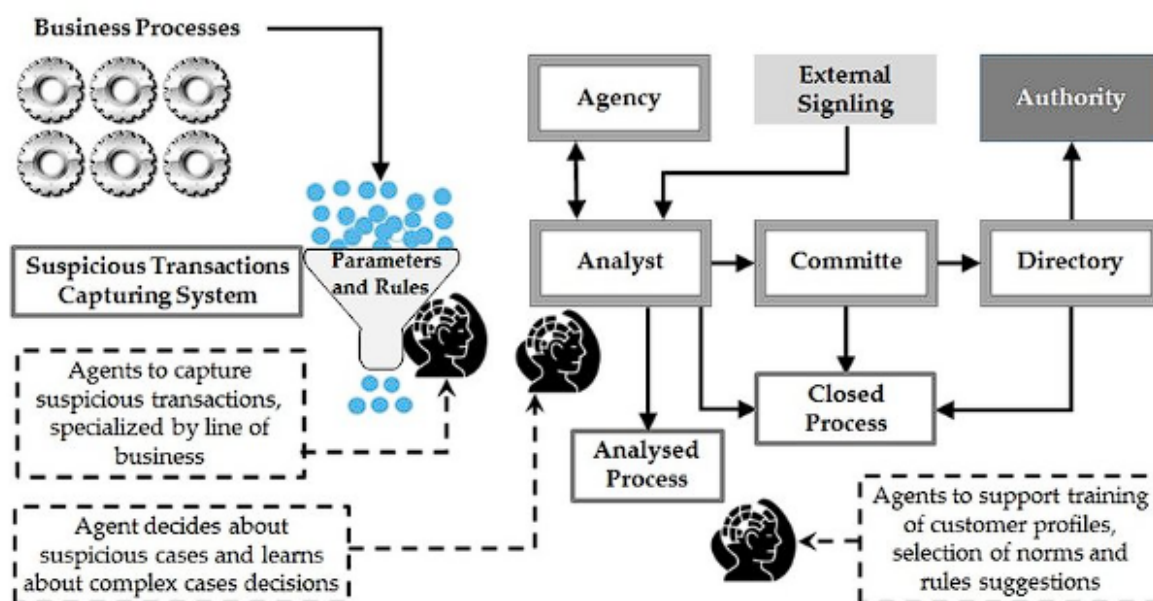 Business Processes
Agency
External
Signling
Authority
Suspicious Transactions
Capturing System
Parameters
and Rules
Analyst
Committe
Directory
Agents to capture
suspicious transactions,
specialized by line of
business
Closed
Process
Analysed
Process
Agent decides about
suspicious cases and learns
about complex cases decisions
Agents to support training
of customer profiles,
selection of norms and
rules suggestions